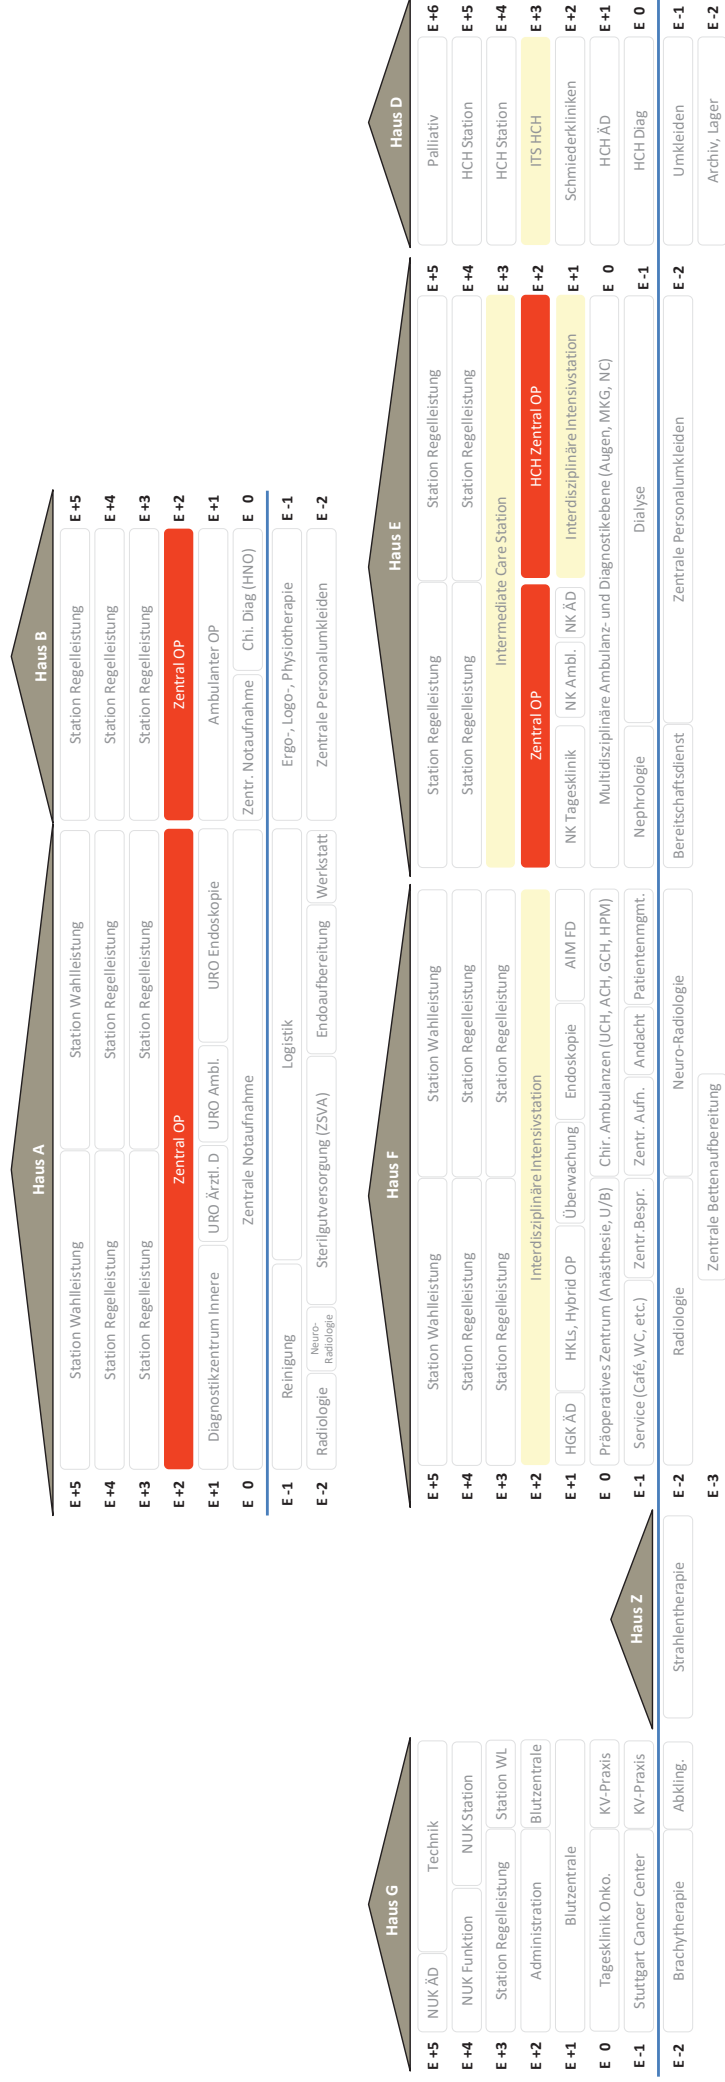 Haus A
Haus B
E +5
Station Wahlleistung
Station Wahlleistung
Station Regelleistung
E +5
E +4
Station Regelleistung
Station Regelleistung
Station Regelleistung
E +4
E +3
Station Regelleistung
Station Regelleistung
Station Regelleistung
E +3
E +2
Zentral OP
Zentral OP
E +2
E +1
Diagnostikzentrum Innere
URO Ärztl. D
URO Ambl.
URO Endoskopie
Ambulanter OP
E +1
E 0
Zentrale Notaufnahme
Zentr. Notaufnahme
Chi. Diag (HNO)
E 0
E -1
Reinigung
Logistik
Ergo-, Logo-, Physiotherapie
E -1
E -2
Radiologie
Neuro-
Radiologie
Sterilgutversorgung (ZSVA)
Endoaufbereitung
Werkstatt
Zentrale Personalumkleiden
E -2
Haus G
E +5
NUK ÄD
Technik
E +4
NUK Funktion
NUK Station
E +3
Station Regelleistung
Station WL
E +2
Administration
Blutzentrale
E +1
Blutzentrale
E 0
Tagesklinik Onko.
KV-Praxis
E -1
Stuttgart Cancer Center
KV-Praxis
E -2
Brachytherapie
Abkling.
Haus Z
Strahlentherapie
Haus F
E +5
Station Wahlleistung
Station Wahlleistung
E +4
Station Regelleistung
Station Regelleistung
E +3
Station Regelleistung
Station Regelleistung
E +2
Interdisziplinäre Intensivstation
E +1
HGK ÄD
HKLs, Hybrid OP
Überwachung
Endoskopie
AIM FD
E 0
Präoperatives Zentrum (Anästhesie, U/B)
Chir. Ambulanzen (UCH, ACH, GCH, HPM)
E -1
Service (Café, WC, etc.)
Zentr.Bespr.
Zentr. Aufn.
Andacht
Patientenmgmt.
E -2
Radiologie
Neuro-Radiologie
E -3
Zentrale Bettenaufbereitung
Haus E
Station Regelleistung
Station Regelleistung
E +5
Station Regelleistung
Station Regelleistung
E +4
Intermediate Care Station
E +3
Zentral OP
HCH Zentral OP
E +2
NK Tagesklinik
NK Ambl.
NK ÄD
Interdisziplinäre Intensivstation
E +1
Multidisziplinäre Ambulanz- und Diagnostikebene (Augen, MKG, NC)
E 0
Nephrologie
Dialyse
E -1
Bereitschaftsdienst
Zentrale Personalumkleiden
E -2
Haus D
Palliativ
E +6
HCH Station
E +5
HCH Station
E +4
ITS HCH
E +3
Schmiederkliniken
E +2
HCH ÄD
E +1
HCH Diag
E 0
Umkleiden
E -1
Archiv, Lager
E -2